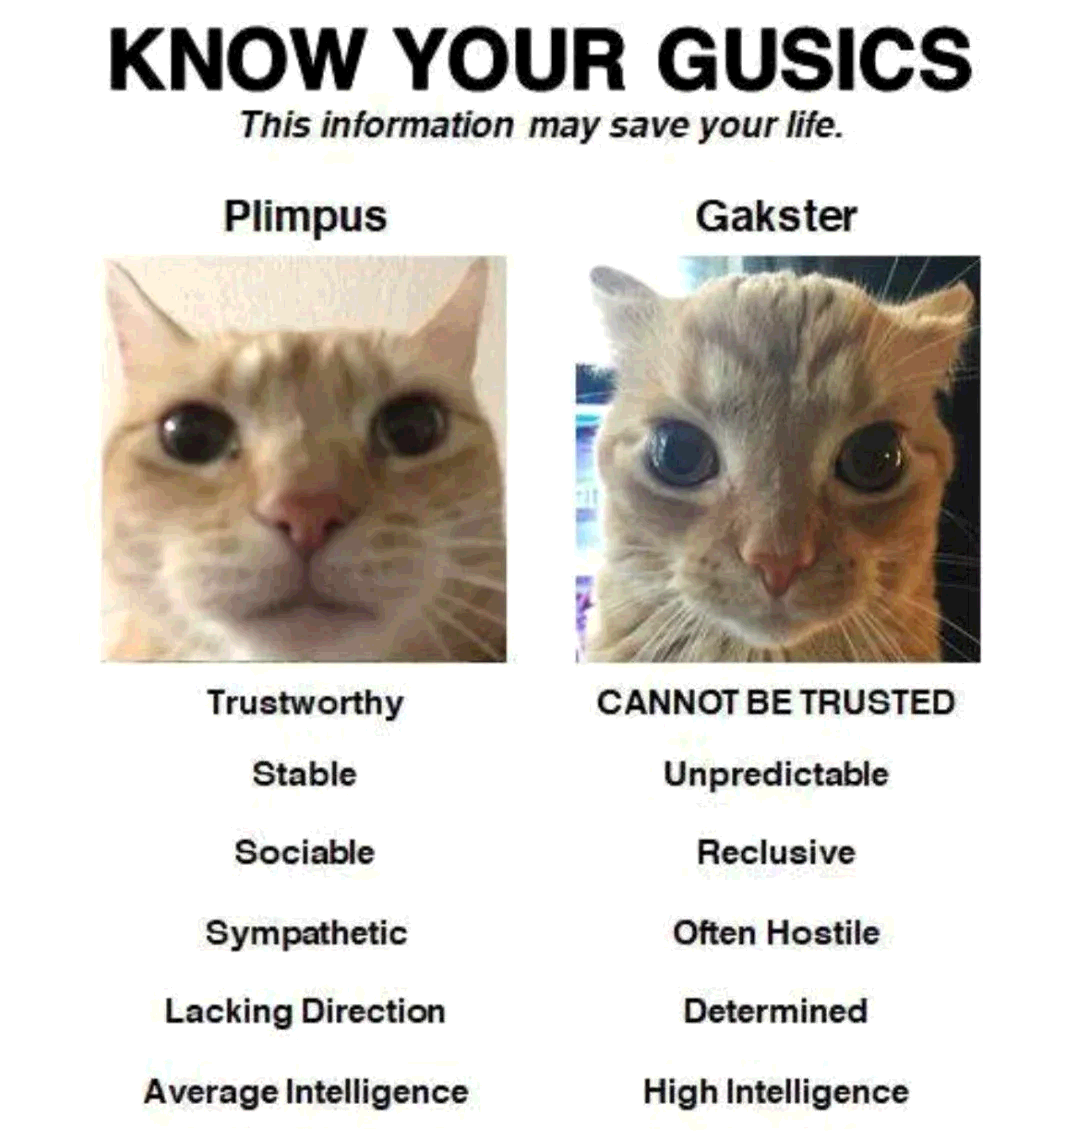 KNOW YOUR GUSICS
This information may save your life.
Plimpus Gakster
Trustworthy CANNOT BE TRUSTED
Stable Unpredictable
Sociable Reclusive
Sympathetic Often Hostile
Lacking Direction Determined
Average Intelligence High Intelligence